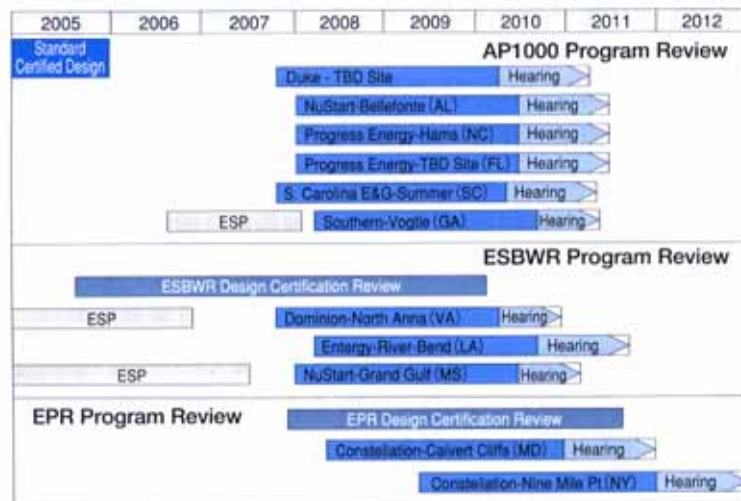 2005 2006 2007 2008 2009 2010 2011 2012
Standard
Certified Design
AP1000 Program Review
Duke - TBD Site Hearing
NuStart-Bellefonte (AL) Hearing
Progress Energy-Harris (NC) Hearing
Progress Energy-TBD Site (FL) Hearing
S. Carolina E&G-Summer (SC) Hearing
ESP Southern-Vogtle (GA) Hearing
ESBWR Program Review
ESBWR Design Certification Review
ESP Dominion-North Anna (VA) Hearing
Entergy-River-Bend (LA) Hearing
ESP NuStart-Grand Gulf (MS) Hearing
EPR Program Review
EPR Design Certification Review
Constellation-Calvert Cliffs (MD) Hearing
Constellation-Nine Mile Pt (NY) Hearing